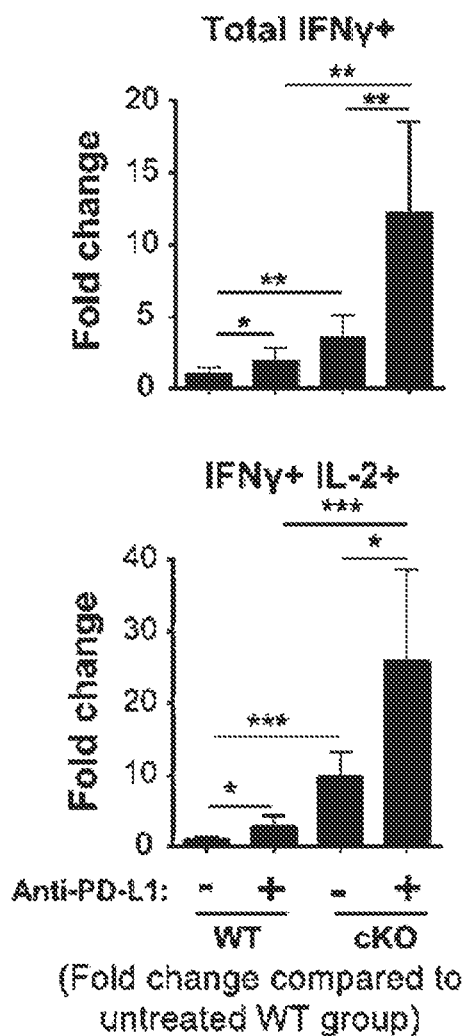 Total IFNγ+
**
**
20
15
10
5
0
Fold change
**
*
IFNγ+ IL-2+
***
*
40
30
20
10
0
Fold change
***
*
Anti-PD-L1: - + - +
WT cKO
(Fold change compared to
untreated WT group)